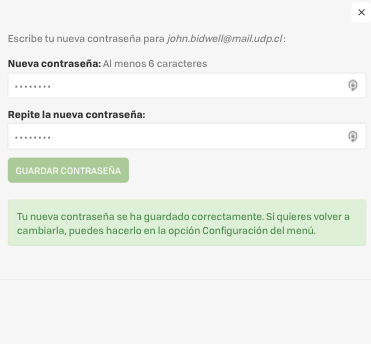 ×
Escribe tu nueva contraseña para john.bidwell@mail.udp.cl:
Nueva contraseña: Al menos 6 caracteres
••••••••
Repite la nueva contraseña:
••••••••
GUARDAR CONTRASEÑA
Tu nueva contraseña se ha guardado correctamente. Si quieres volver a
cambiarla, puedes hacerlo en la opción Configuración del menú.